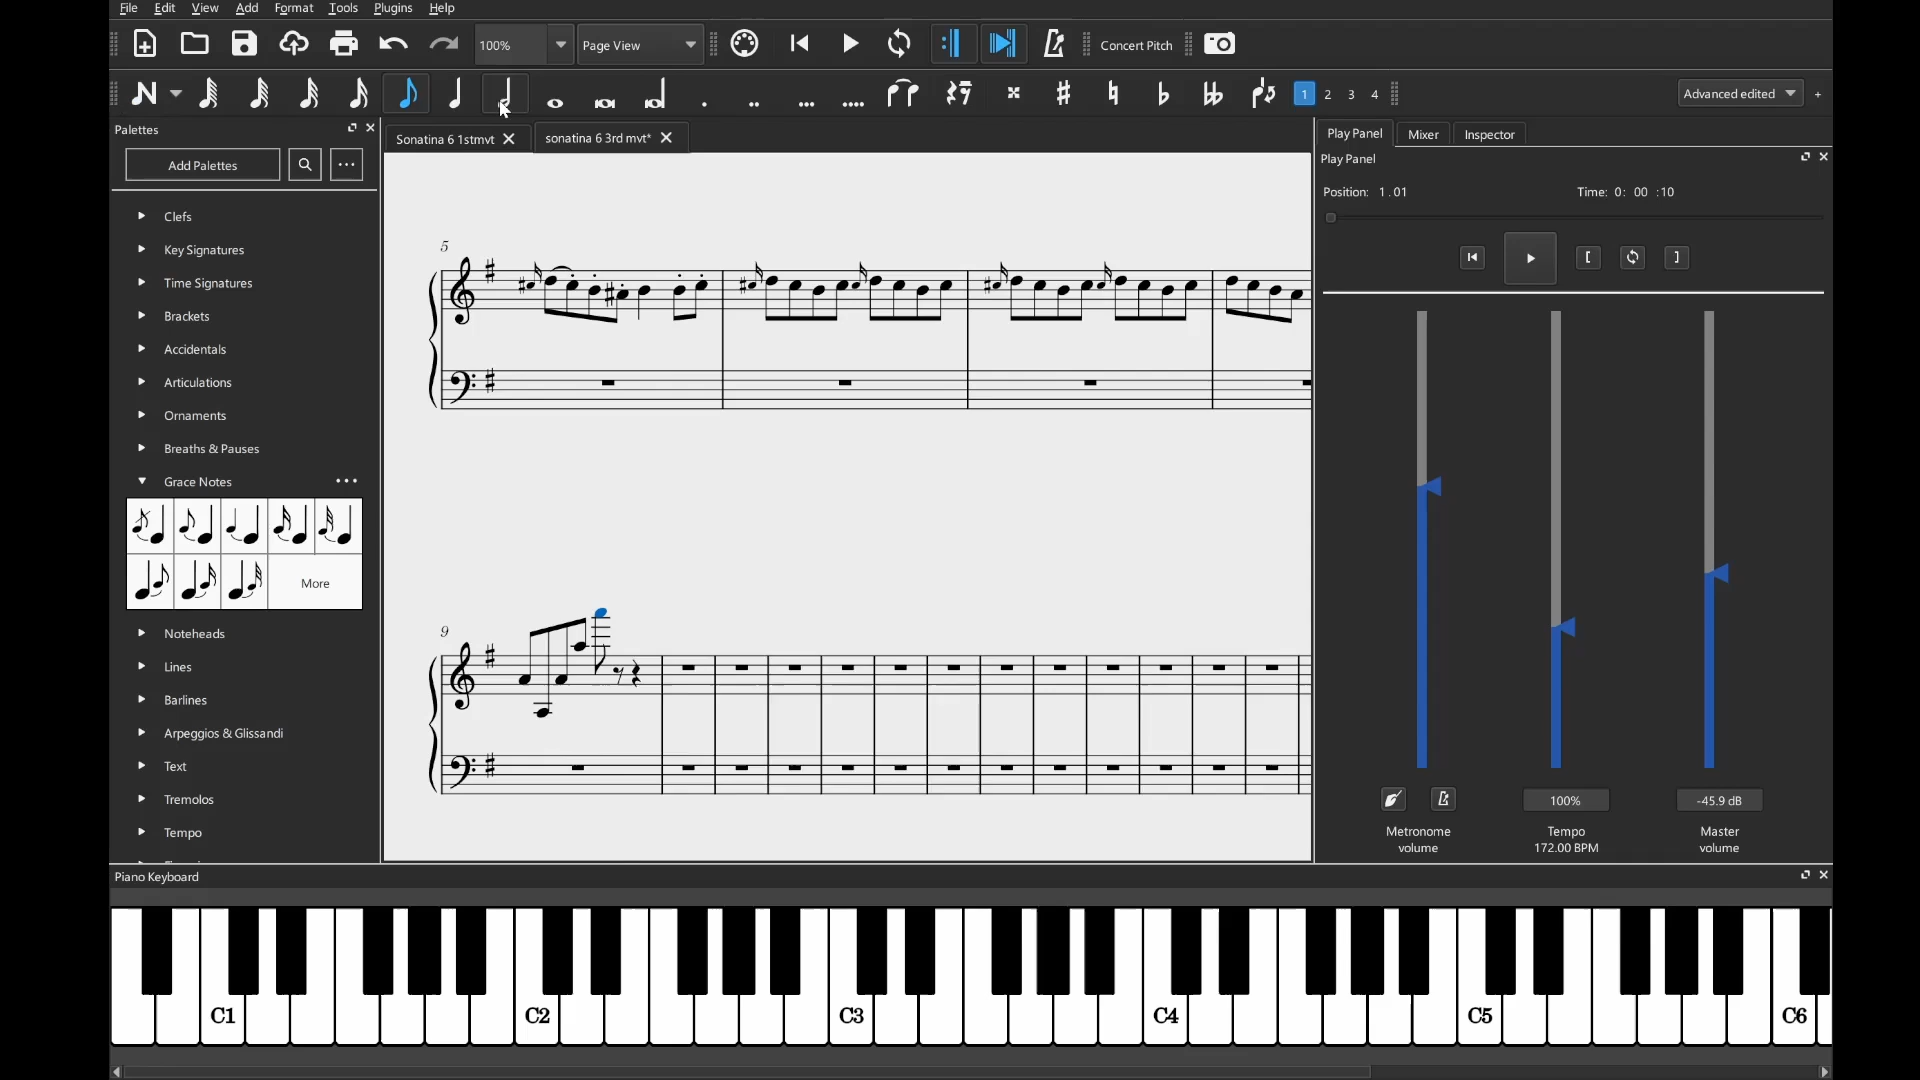 File Edit View Add Format Tools Plugins Help
100% Page View Concert Pitch
1 2 3 4 Advanced edited +
Palettes
Add Palettes ...
Clefs
Key Signatures
Time Signatures
Brackets
Accidentals
Articulations
Ornaments
Breaths & Pauses
Grace Notes
More
Noteheads
Lines
Barlines
Arpeggios & Glissandi
Text
Tremolos
Tempo
Sonatina 6 1stmvt
sonatina 6 3rd mvt*
5
9
Play Panel Mixer Inspector
Play Panel
Position: 1.01 Time: 0: 00 :10
100% -45.9 dB
Metronome volume
Tempo
172.00 BPM
Master volume
Piano Keyboard
C1 C2 C3 C4 C5 C6